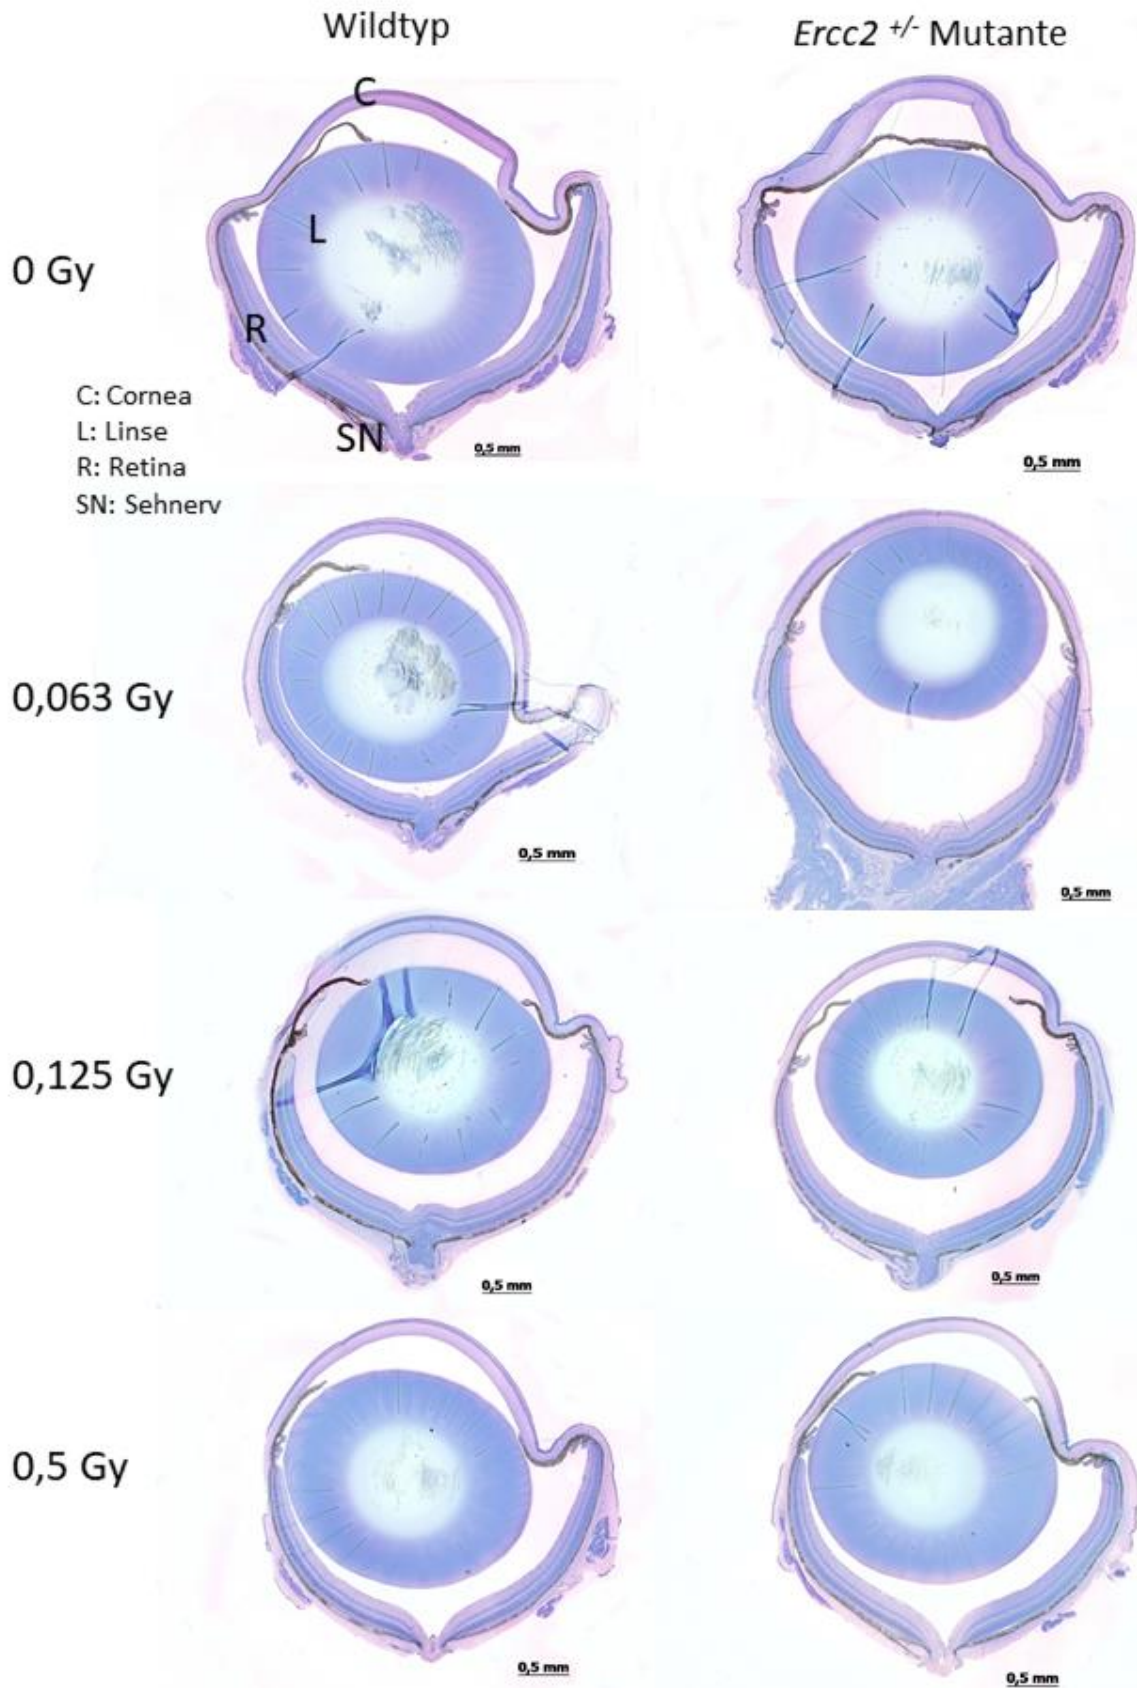 Wildtyp
Ercc2 +/- Mutante
C
L
0 Gy
R
C: Cornea
L: Linse
SN
R: Retina
0,5 mm
0,5 mm
SN: Sehnerv
0,063 Gy
0,5 mm
0,5 mm
0,125 Gy
0,5 mm
0,5 mm
0,5 Gy
0,5 mm
0,5 mm